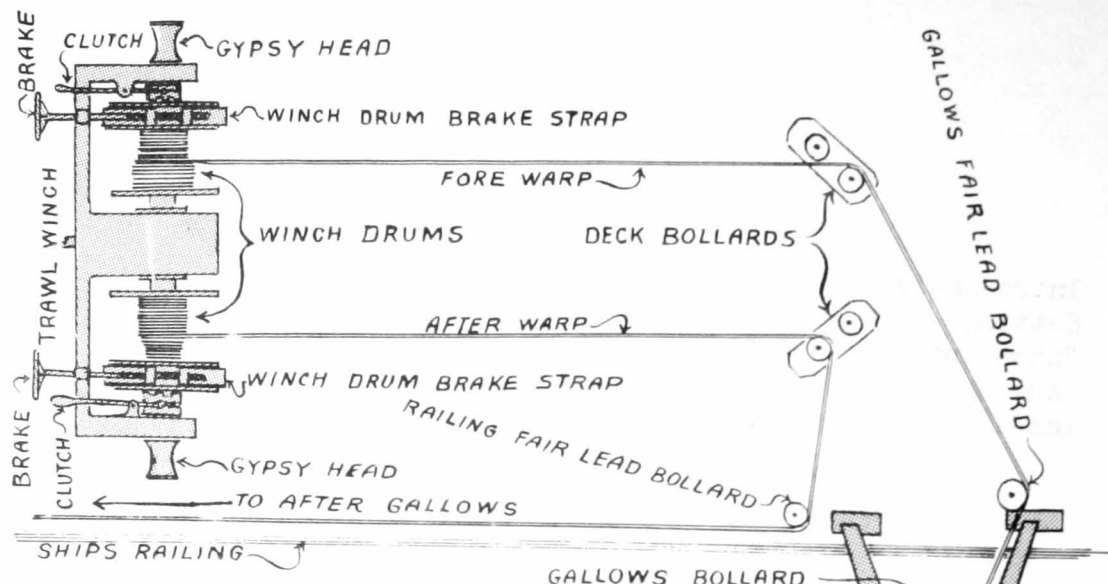 BRAKE
CLUTCH
GYPSY HEAD
WINCH DRUM BRAKE STRAP
FORE WARP
GALLOWS FAIR LEAD BOLLARD
TRAWL WINCH
WINCH DRUMS
DECK BOLLARDS
AFTER WARP
WINCH DRUM BRAKE STRAP
RAILING FAIR LEAD BOLLARD
BRAKE
CLUTCH
GYPSY HEAD
TO AFTER GALLOWS
SHIPS RAILING
GALLOWS BOLLARD